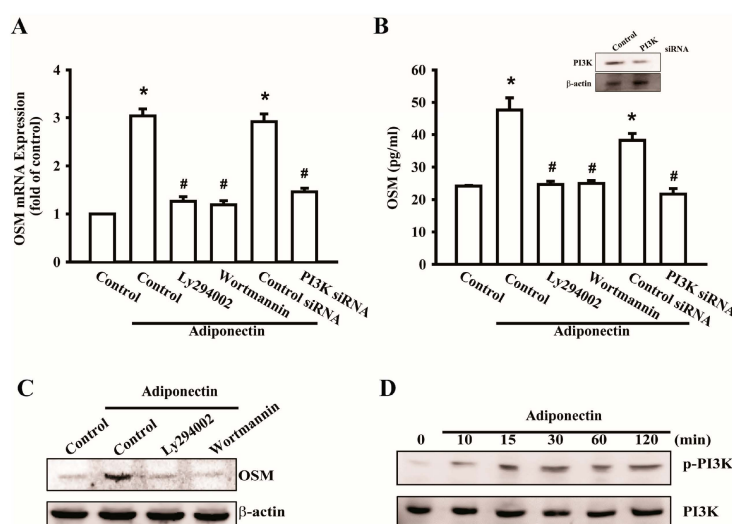 A
OSM mRNA Expression
(fold of control)
4
3
2
1
0
*
#
#
*
#
Control
Control
Ly294002
Wortmannin
Control siRNA
PI3K siRNA
Adiponectin
B
Control
PI3K
siRNA
PI3K
β-actin
OSM (pg/ml)
60
50
40
30
20
10
0
*
#
#
*
#
Control
Control
Ly294002
Wortmannin
Control siRNA
PI3K siRNA
Adiponectin
C
Adiponectin
Control
Control
Ly294002
Wortmannin
OSM
β-actin
D
Adiponectin
0 10 15 30 60 120 (min)
p-PI3K
PI3K